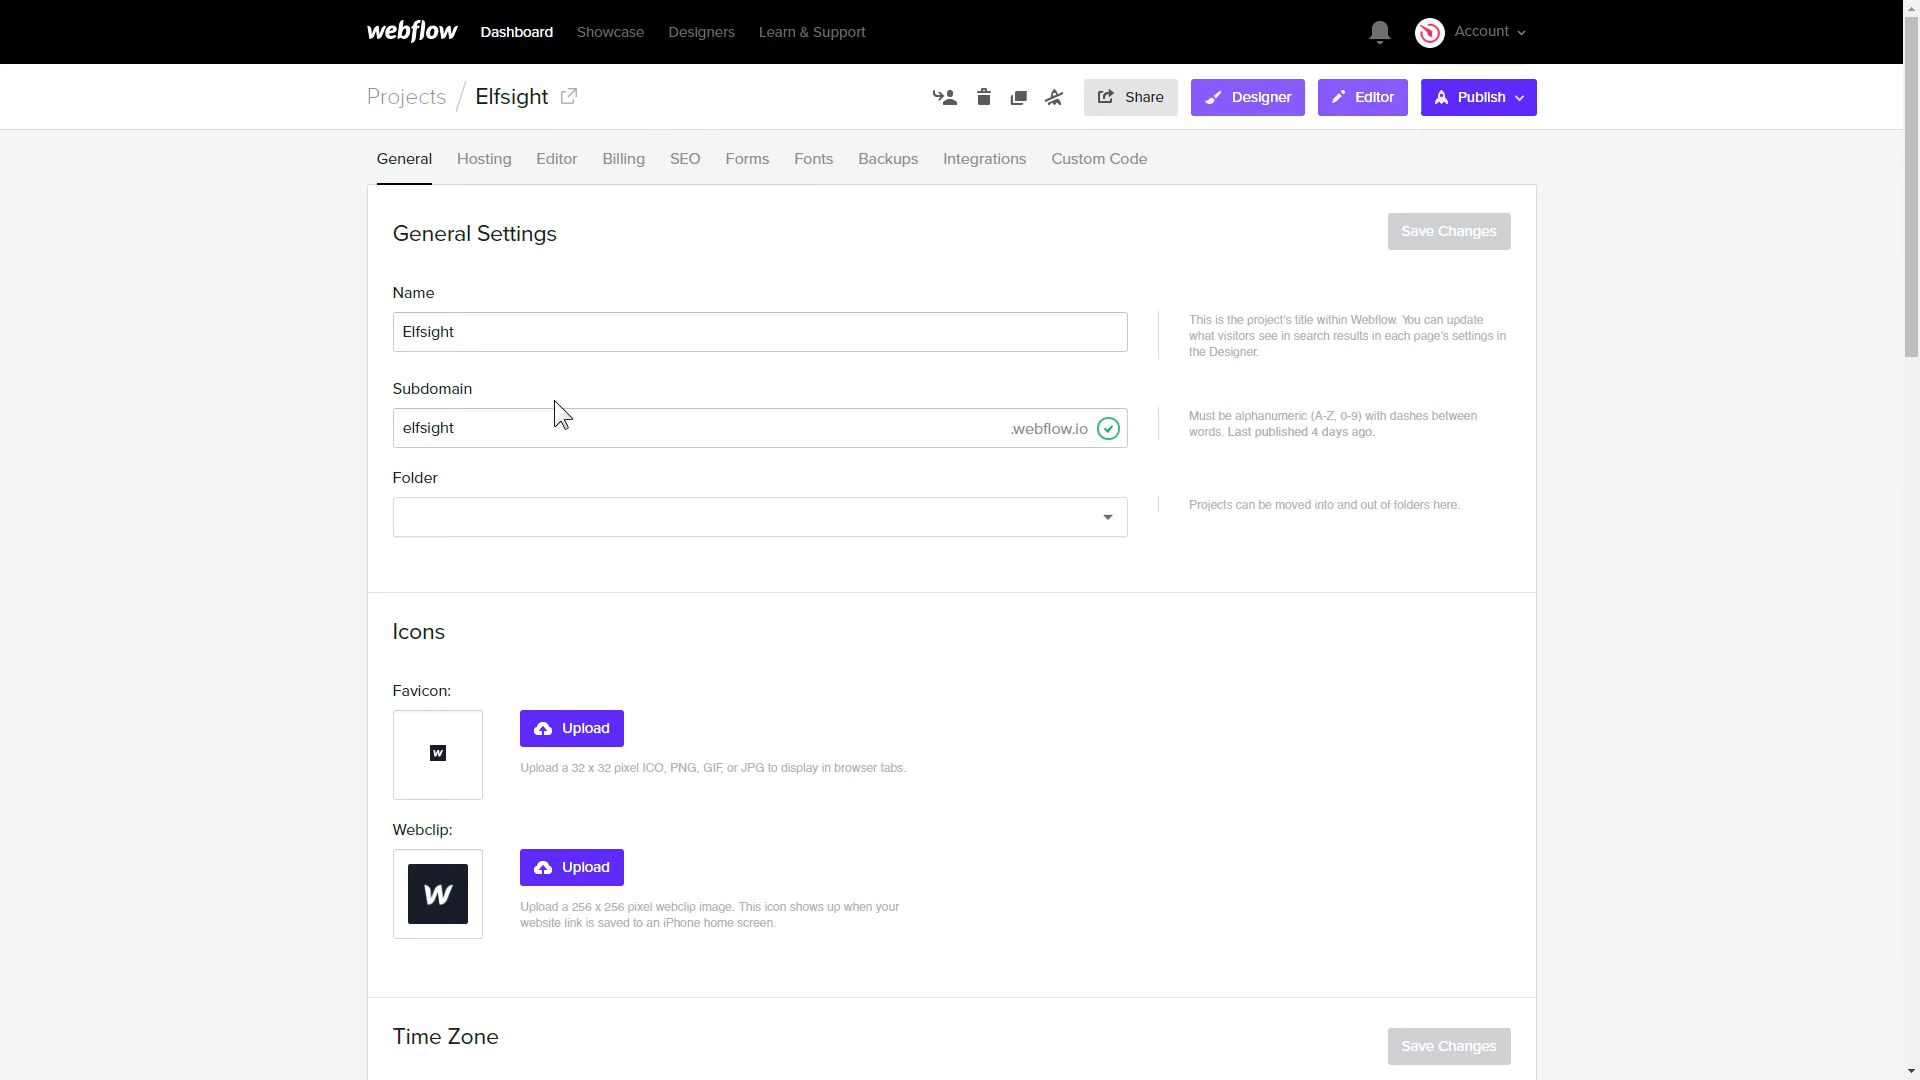 webflow Dashboard Showcase Designers Learn & Support Account
Projects / Elfsight Share Designer Editor Publish
General Hosting Editor Billing SEO Forms Fonts Backups Integrations Custom Code
General Settings Save Changes
Name
Elfsight
This is the project's title within Webflow. You can update
what visitors see in search results in each page's settings in
the Designer.
Subdomain
elfsight .webflow.io
Must be alphanumeric (A-Z, 0-9) with dashes between
words. Last published 4 days ago.
Folder
Projects can be moved into and out of folders here.
Icons
Favicon:
W
Upload
Upload a 32 x 32 pixel ICO, PNG, GIF, or JPG to display in browser tabs.
Webclip:
W
Upload
Upload a 256 x 256 pixel webclip image. This icon shows up when your
website link is saved to an iPhone home screen.
Time Zone Save Changes